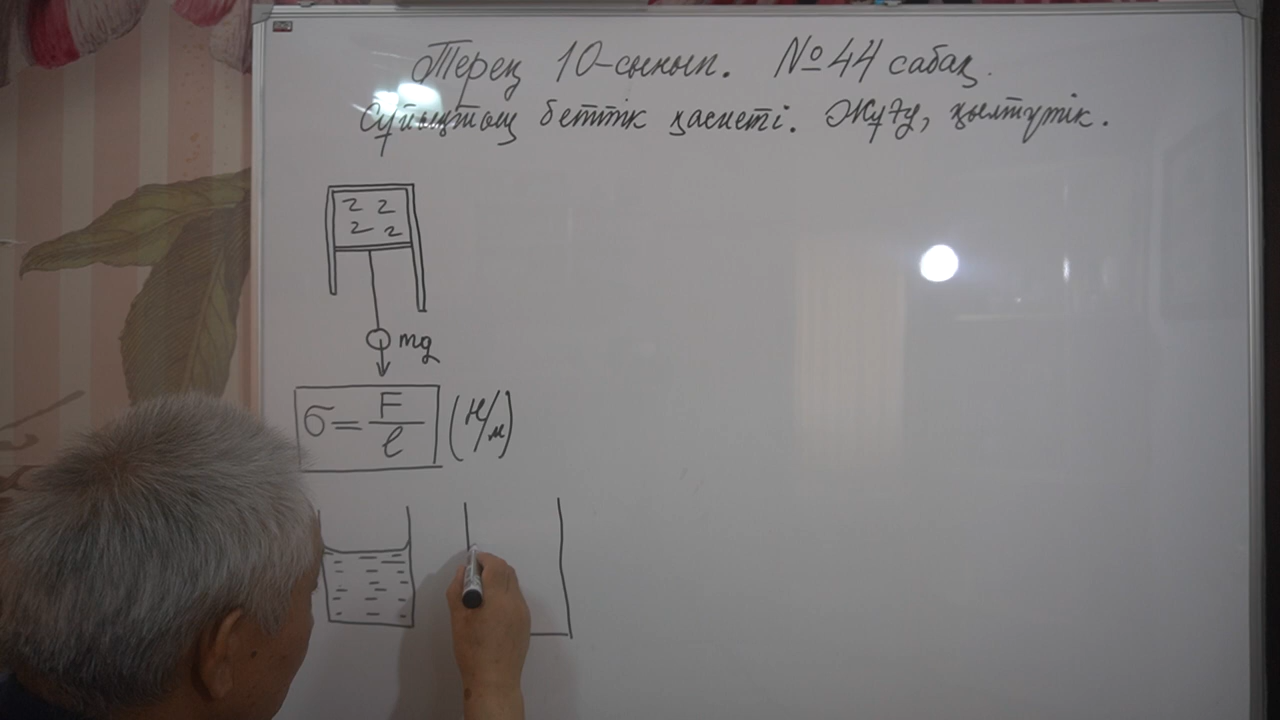 Терең 10-сынып. №44 сабақ.
Сұйықтың беттік қасиеті. Жұғу, қылтүтік.
mg
σ = F/ℓ (Н/м)